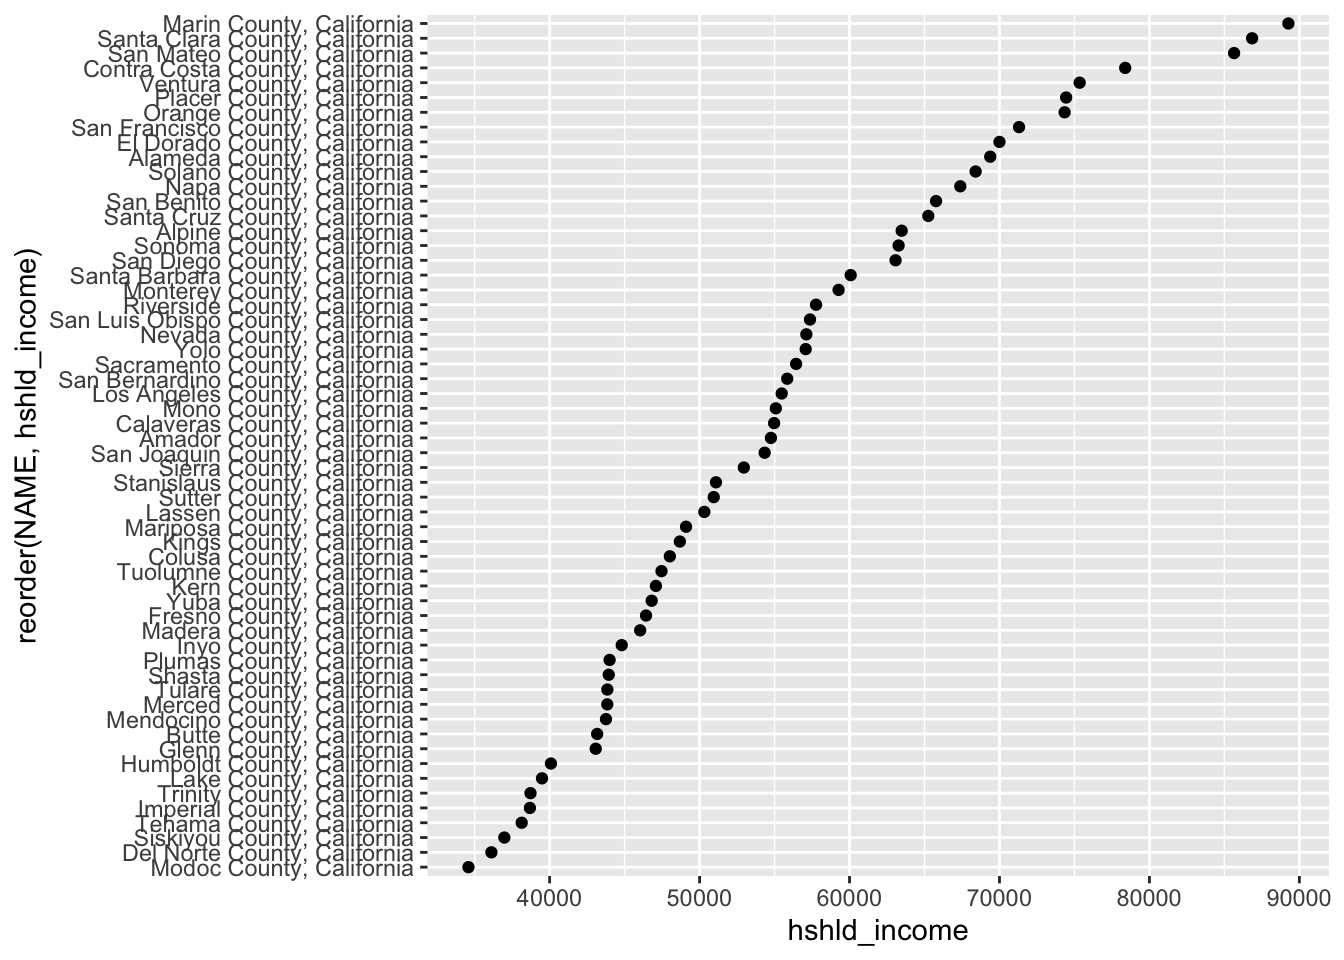 Marin County, California
Santa Clara County, California
San Mateo County, California
Contra Costa County, California
Ventura County, California
Placer County, California
Orange County, California
San Francisco County, California
El Dorado County, California
Alameda County, California
Solano County, California
Napa County, California
San Benito County, California
Santa Cruz County, California
Alpine County, California
Sonoma County, California
San Diego County, California
Santa Barbara County, California
Monterey County, California
Riverside County, California
San Luis Obispo County, California
Nevada County, California
Yolo County, California
Sacramento County, California
San Bernardino County, California
Los Angeles County, California
Mono County, California
Calaveras County, California
Amador County, California
San Joaquin County, California
Sierra County, California
Stanislaus County, California
Sutter County, California
Lassen County, California
Mariposa County, California
Kings County, California
Colusa County, California
Tuolumne County, California
Kern County, California
Yuba County, California
Fresno County, California
Madera County, California
Inyo County, California
Plumas County, California
Shasta County, California
Tulare County, California
Merced County, California
Mendocino County, California
Butte County, California
Glenn County, California
Humboldt County, California
Lake County, California
Trinity County, California
Imperial County, California
Tehama County, California
Siskiyou County, California
Del Norte County, California
Modoc County, California
reorder(NAME, hshld_income)
40000 50000 60000 70000 80000 90000
hshld_income